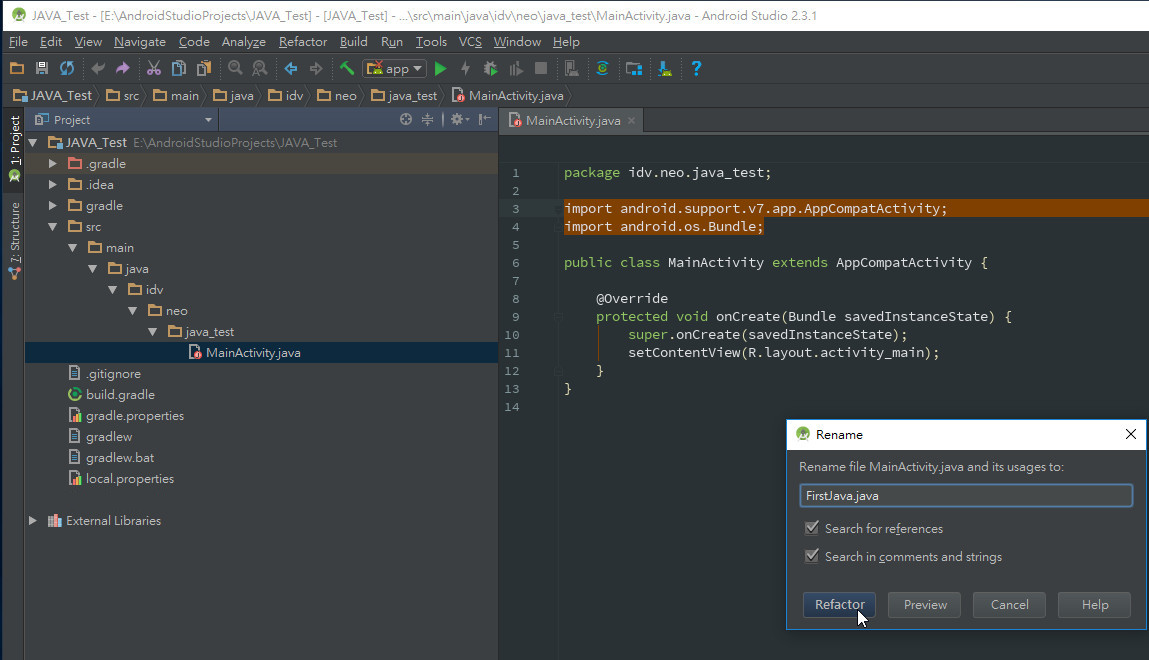 JAVA_Test - [E:\AndroidStudioProjects\JAVA_Test] - [JAVA_Test] - ...\src\main\java\idv\neo\java_test\MainActivity.java - Android Studio 2.3.1
File Edit View Navigate Code Analyze Refactor Build Run Tools VCS Window Help
app
JAVA_Test src main java idv neo java_test MainActivity.java
1: Project
7: Structure
Project
JAVA_Test E:\AndroidStudioProjects\JAVA_Test
.gradle
.idea
gradle
src
main
java
idv
neo
java_test
MainActivity.java
.gitignore
build.gradle
gradle.properties
gradlew
gradlew.bat
local.properties
External Libraries
MainActivity.java
1 package idv.neo.java_test;
2
3 import android.support.v7.app.AppCompatActivity;
4 import android.os.Bundle;
5
6 public class MainActivity extends AppCompatActivity {
7
8 @Override
9 protected void onCreate(Bundle savedInstanceState) {
10 super.onCreate(savedInstanceState);
11 setContentView(R.layout.activity_main);
12 }
13 }
14
Rename
Rename file MainActivity.java and its usages to:
FirstJava.java
Search for references
Search in comments and strings
Refactor Preview Cancel Help